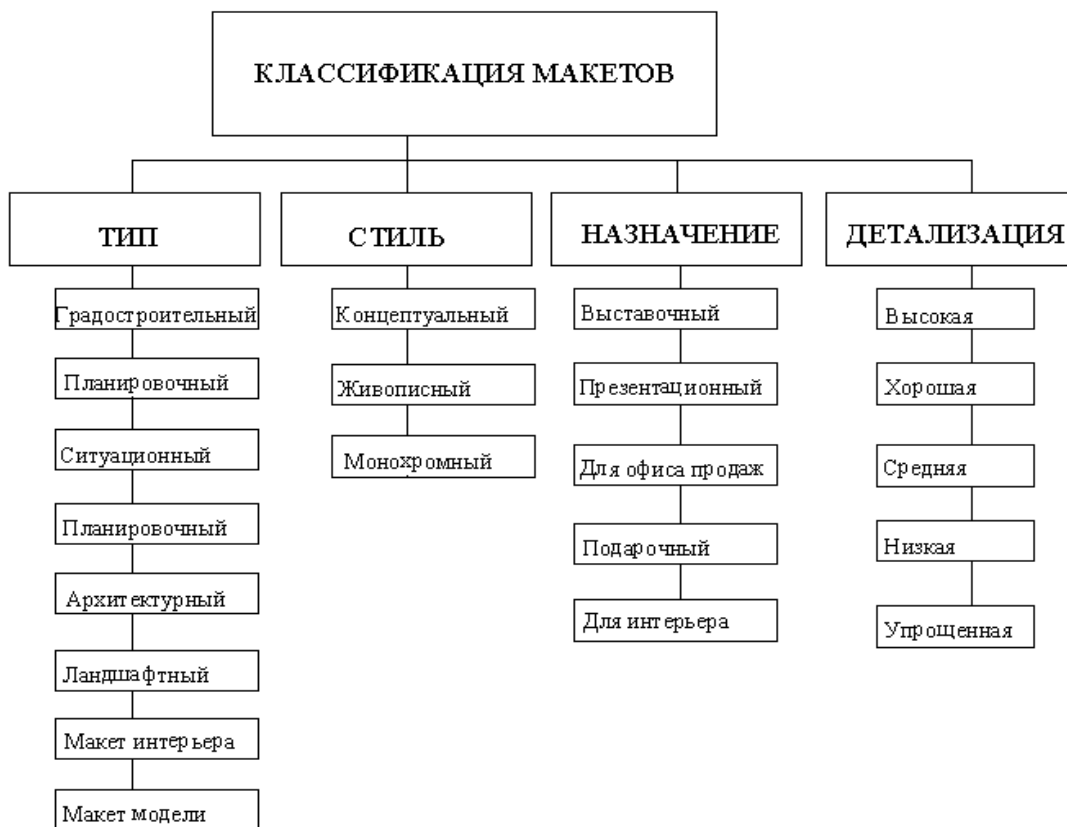 КЛАССИФИКАЦИЯ МАКЕТОВ
ТИП
Градостроительный
Планировочный
Ситуационный
Планировочный
Архитектурный
Ландшафтный
Макет интерьера
Макет модели
СТИЛЬ
Концептуальный
Живописный
Монохромный
НАЗНАЧЕНИЕ
Выставочный
Презентационный
Для офиса продаж
Подарочный
Для интерьера
ДЕТАЛИЗАЦИЯ
Высокая
Хорошая
Средняя
Низкая
Упрощенная